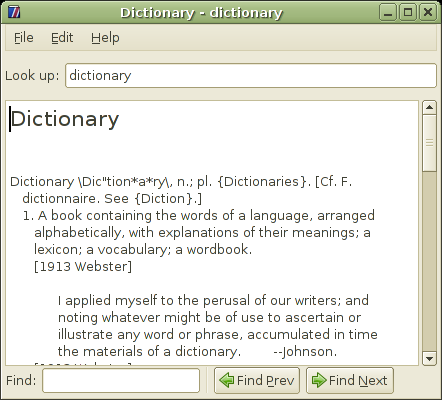 Dictionary - dictionary
File Edit Help
Look up: dictionary
Dictionary
Dictionary \Dic"tion*a*ry\, n.; pl. {Dictionaries}. [Cf. F.
dictionnaire. See {Diction}.]
1. A book containing the words of a language, arranged
alphabetically, with explanations of their meanings; a
lexicon; a vocabulary; a wordbook.
[1913 Webster]
I applied myself to the perusal of our writers; and
noting whatever might be of use to ascertain or
illustrate any word or phrase, accumulated in time
the materials of a dictionary. --Johnson.
[1913 Webster]
Find: Find Prev Find Next